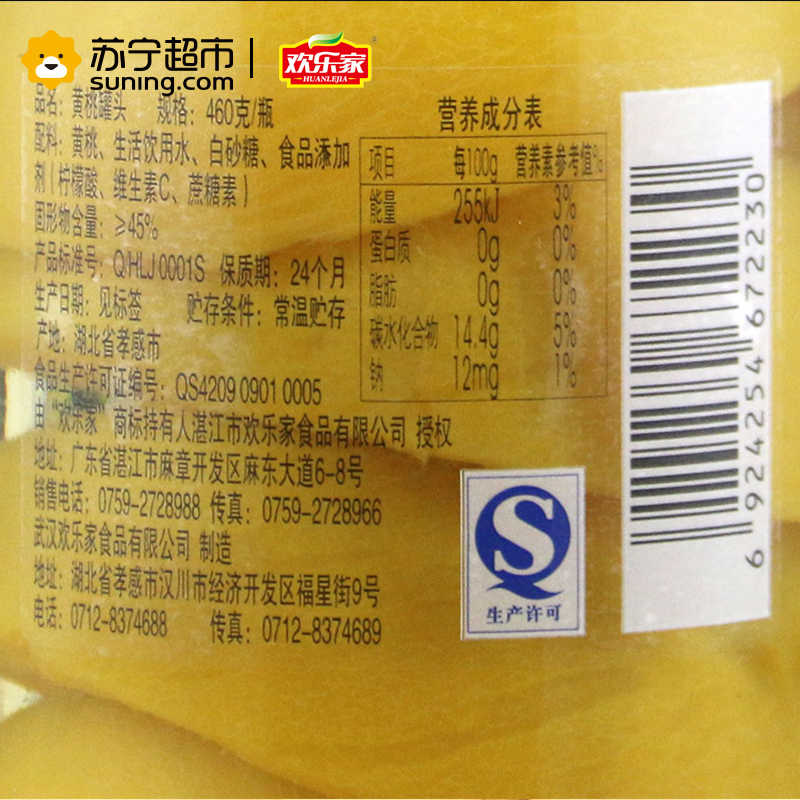 苏宁超市
suning.com
欢乐家
HUANLEJIA
品名：黄桃罐头 规格：460克/瓶
配料：黄桃、生活饮用水、白砂糖、食品添加
剂（柠檬酸、维生素C、蔗糖素）
固形物含量：≥45%
产品标准号：Q/HLJ 0001S 保质期：24个月
生产日期：见标签 贮存条件：常温贮存
产地：湖北省孝感市
食品生产许可证编号：QS4209 0901 0005
由“欢乐家”商标持有人湛江市欢乐家食品有限公司 授权
地址：广东省湛江市麻章开发区麻东大道6-8号
销售电话：0759-2728988 传真：0759-2728966
武汉欢乐家食品有限公司 制造
地址：湖北省孝感市汉川市经济开发区福星街9号
电话：0712-8374688 传真：0712-8374689
营养成分表
项目 每100g 营养素参考值%
能量 255kJ 3%
蛋白质 0g 0%
脂肪 0g 0%
碳水化合物 14.4g 5%
钠 12mg 1%
生产许可
6 924254 672230